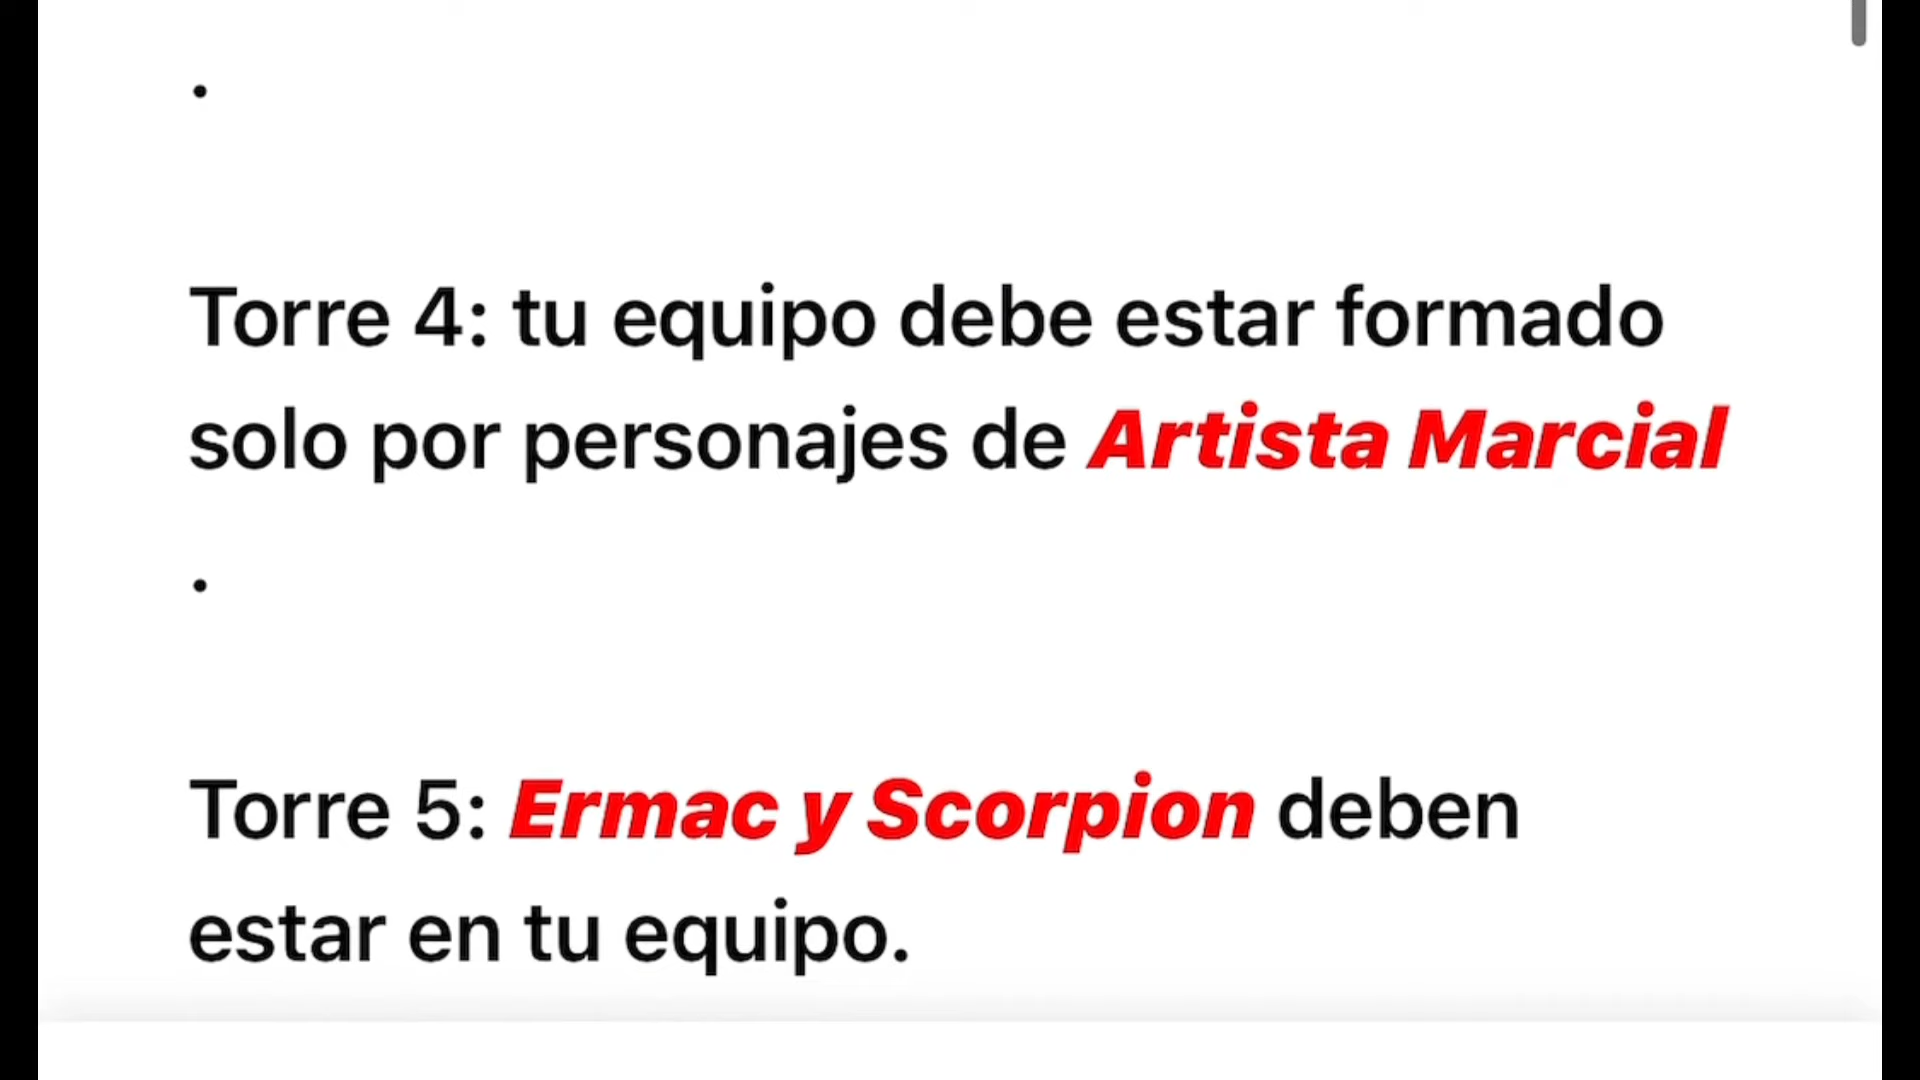 .
Torre 4: tu equipo debe estar formado
solo por personajes de Artista Marcial
.
Torre 5: Ermac y Scorpion deben
estar en tu equipo.